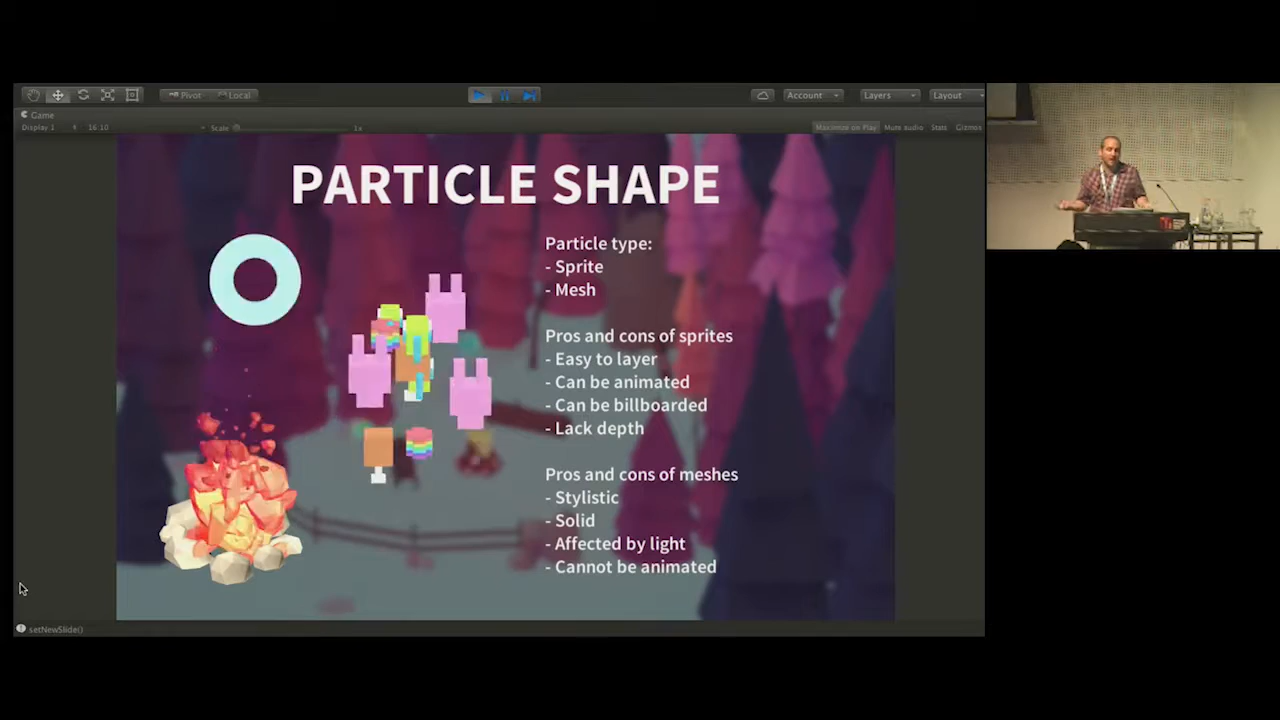 Pivot
Local
Account
Layers
Layout
Game
Display 1
16:10
Scale
1x
Maximize on Play
Mute audio
Stats
Gizmos
PARTICLE SHAPE
Particle type:
- Sprite
- Mesh
Pros and cons of sprites
- Easy to layer
- Can be animated
- Can be billboarded
- Lack depth
Pros and cons of meshes
- Stylistic
- Solid
- Affected by light
- Cannot be animated
setNewSlide()